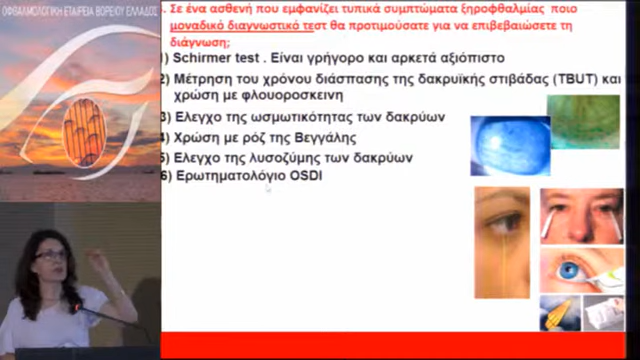 ΟΦΘΑΛΜΟΛΟΓΙΚΗ ΕΤΑΙΡΕΙΑ ΒΟΡΕΙΟΥ ΕΛΛΑΔΟΣ
Σε ένα ασθενή που εμφανίζει τυπικά συμπτώματα ξηροφθαλμίας ποιο
μοναδικό διαγνωστικό τεστ θα προτιμούσατε για να επιβεβαιώσετε τη
διάγνωση;
1) Schirmer test . Είναι γρήγορο και αρκετά αξιόπιστο
2) Μέτρηση του χρόνου διάσπασης της δακρυϊκής στιβάδας (TBUT) και
χρώση με φλουοροσκεινη
3) Ελεγχο της ωσμωτικότητας των δακρύων
4) Χρώση με ρόζ της Βεγγάλης
5) Ελεγχο της λυσοζύμης των δακρύων
6) Ερωτηματολόγιο OSDI